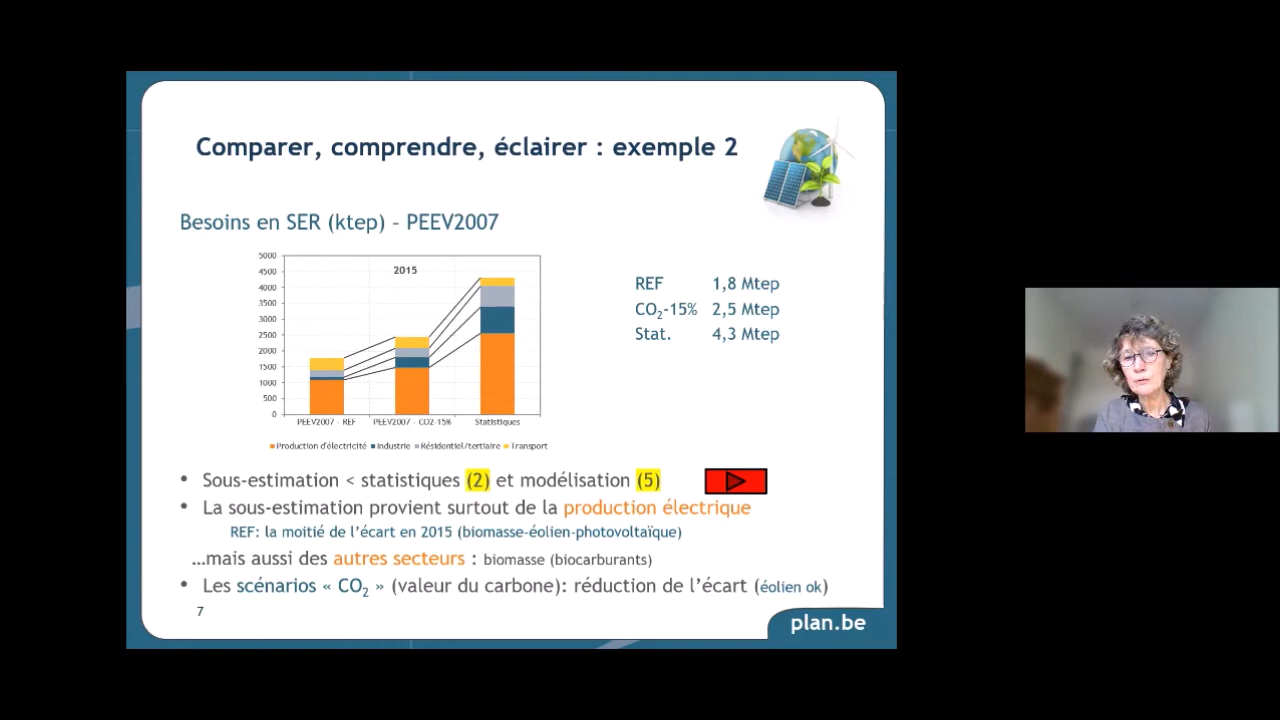 Comparer, comprendre, éclairer : exemple 2
Besoins en SER (ktep) – PEEV2007
5000
4500
4000
3500
3000
2500
2000
1500
1000
500
0
2015
PEEV2007 - REF
PEEV2007 - CO2-15%
Statistiques
Production d'électricité
Industrie
Résidentiel/tertiaire
Transport
REF 1,8 Mtep
CO₂-15% 2,5 Mtep
Stat. 4,3 Mtep
• Sous-estimation < statistiques (2) et modélisation (5)
• La sous-estimation provient surtout de la production électrique
REF: la moitié de l'écart en 2015 (biomasse-éolien-photovoltaïque)
…mais aussi des autres secteurs : biomasse (biocarburants)
• Les scénarios « CO₂ » (valeur du carbone): réduction de l'écart (éolien ok)
7
plan.be